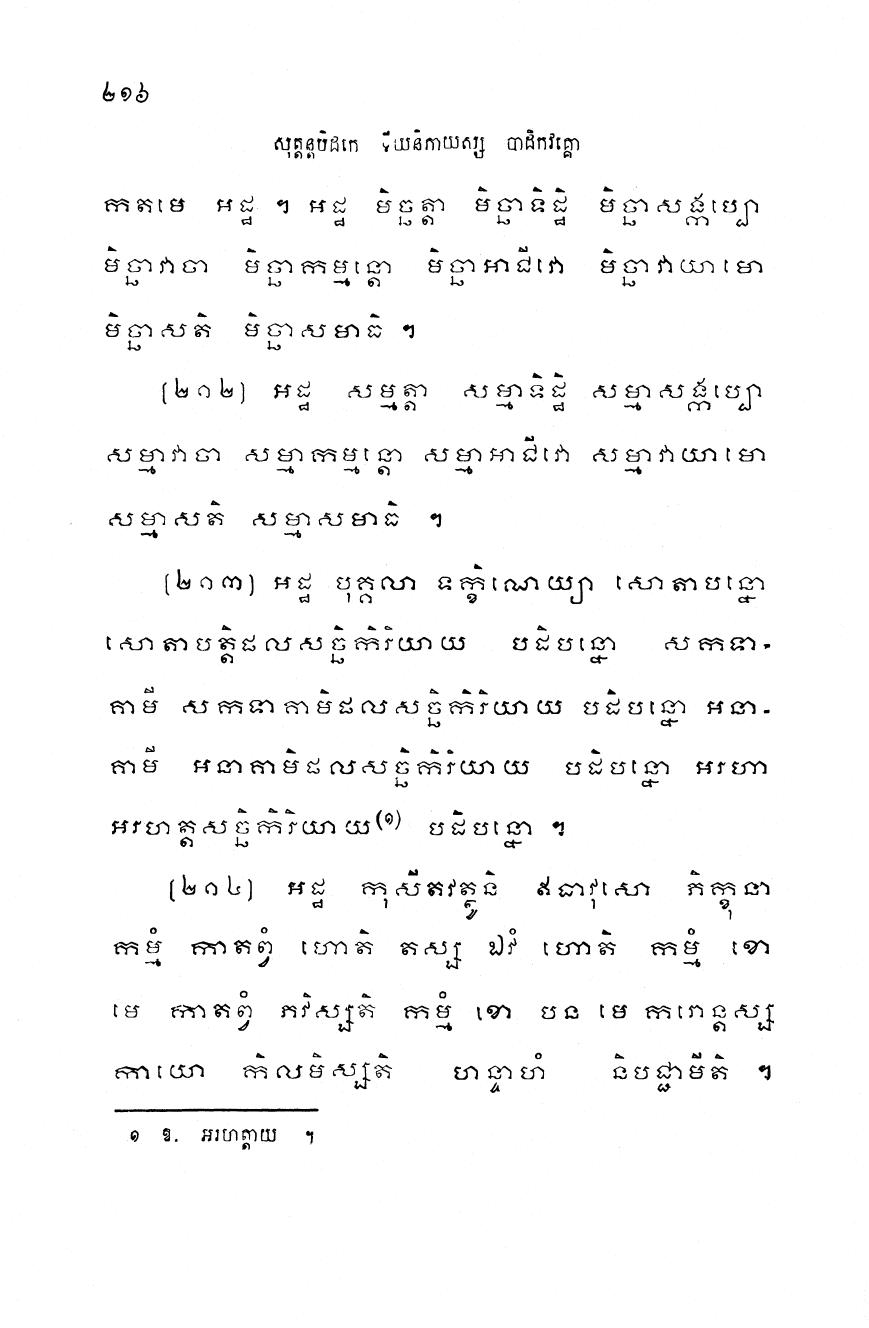 ២១៦
សុត្តន្តបិដកេ ទីឃនិកាយស្ស បាដិកវគ្គោ
កតមេ អដ្ឋ ។ អដ្ឋ មិច្ឆត្តា មិច្ឆាទិដ្ឋិ មិច្ឆាសង្កប្បោ
មិច្ឆាវាចា មិច្ឆាកម្មន្តោ មិច្ឆាអាជីវោ មិច្ឆាវាយាមោ
មិច្ឆាសតិ មិច្ឆាសមាធិ ។
(២១២) អដ្ឋ សម្មត្តា សម្មាទិដ្ឋិ សម្មាសង្កប្បោ
សម្មាវាចា សម្មាកម្មន្តោ សម្មាអាជីវោ សម្មាវាយាមោ
សម្មាសតិ សម្មាសមាធិ ។
(២១៣) អដ្ឋ បុគ្គលា ទក្ខិណេយ្យា សោតាបន្នោ
សោតាបត្តិផលសច្ឆិកិរិយាយ បដិបន្នោ សកទា-
គាមី សកទាគាមិផលសច្ឆិកិរិយាយ បដិបន្នោ អនា-
គាមី អនាគាមិផលសច្ឆិកិរិយាយ បដិបន្នោ អរហា
អរហត្តសច្ឆិកិរិយាយ(១) បដិបន្នោ ។
(២១៤) អដ្ឋ កុសីតវត្ថូនិ ឥធាវុសោ ភិក្ខុនា
កម្មំ កាតព្វំ ហោតិ តស្ស ឯវំ ហោតិ កម្មំ ខោ
មេ កាតព្វំ ភវិស្សតិ កម្មំ ខោ បន មេ ករោន្តស្ស
កាយោ កិលមិស្សតិ ហន្ទាហំ និបជ្ជាមីតិ ។
១ ឱ. អរហត្តាយ ។